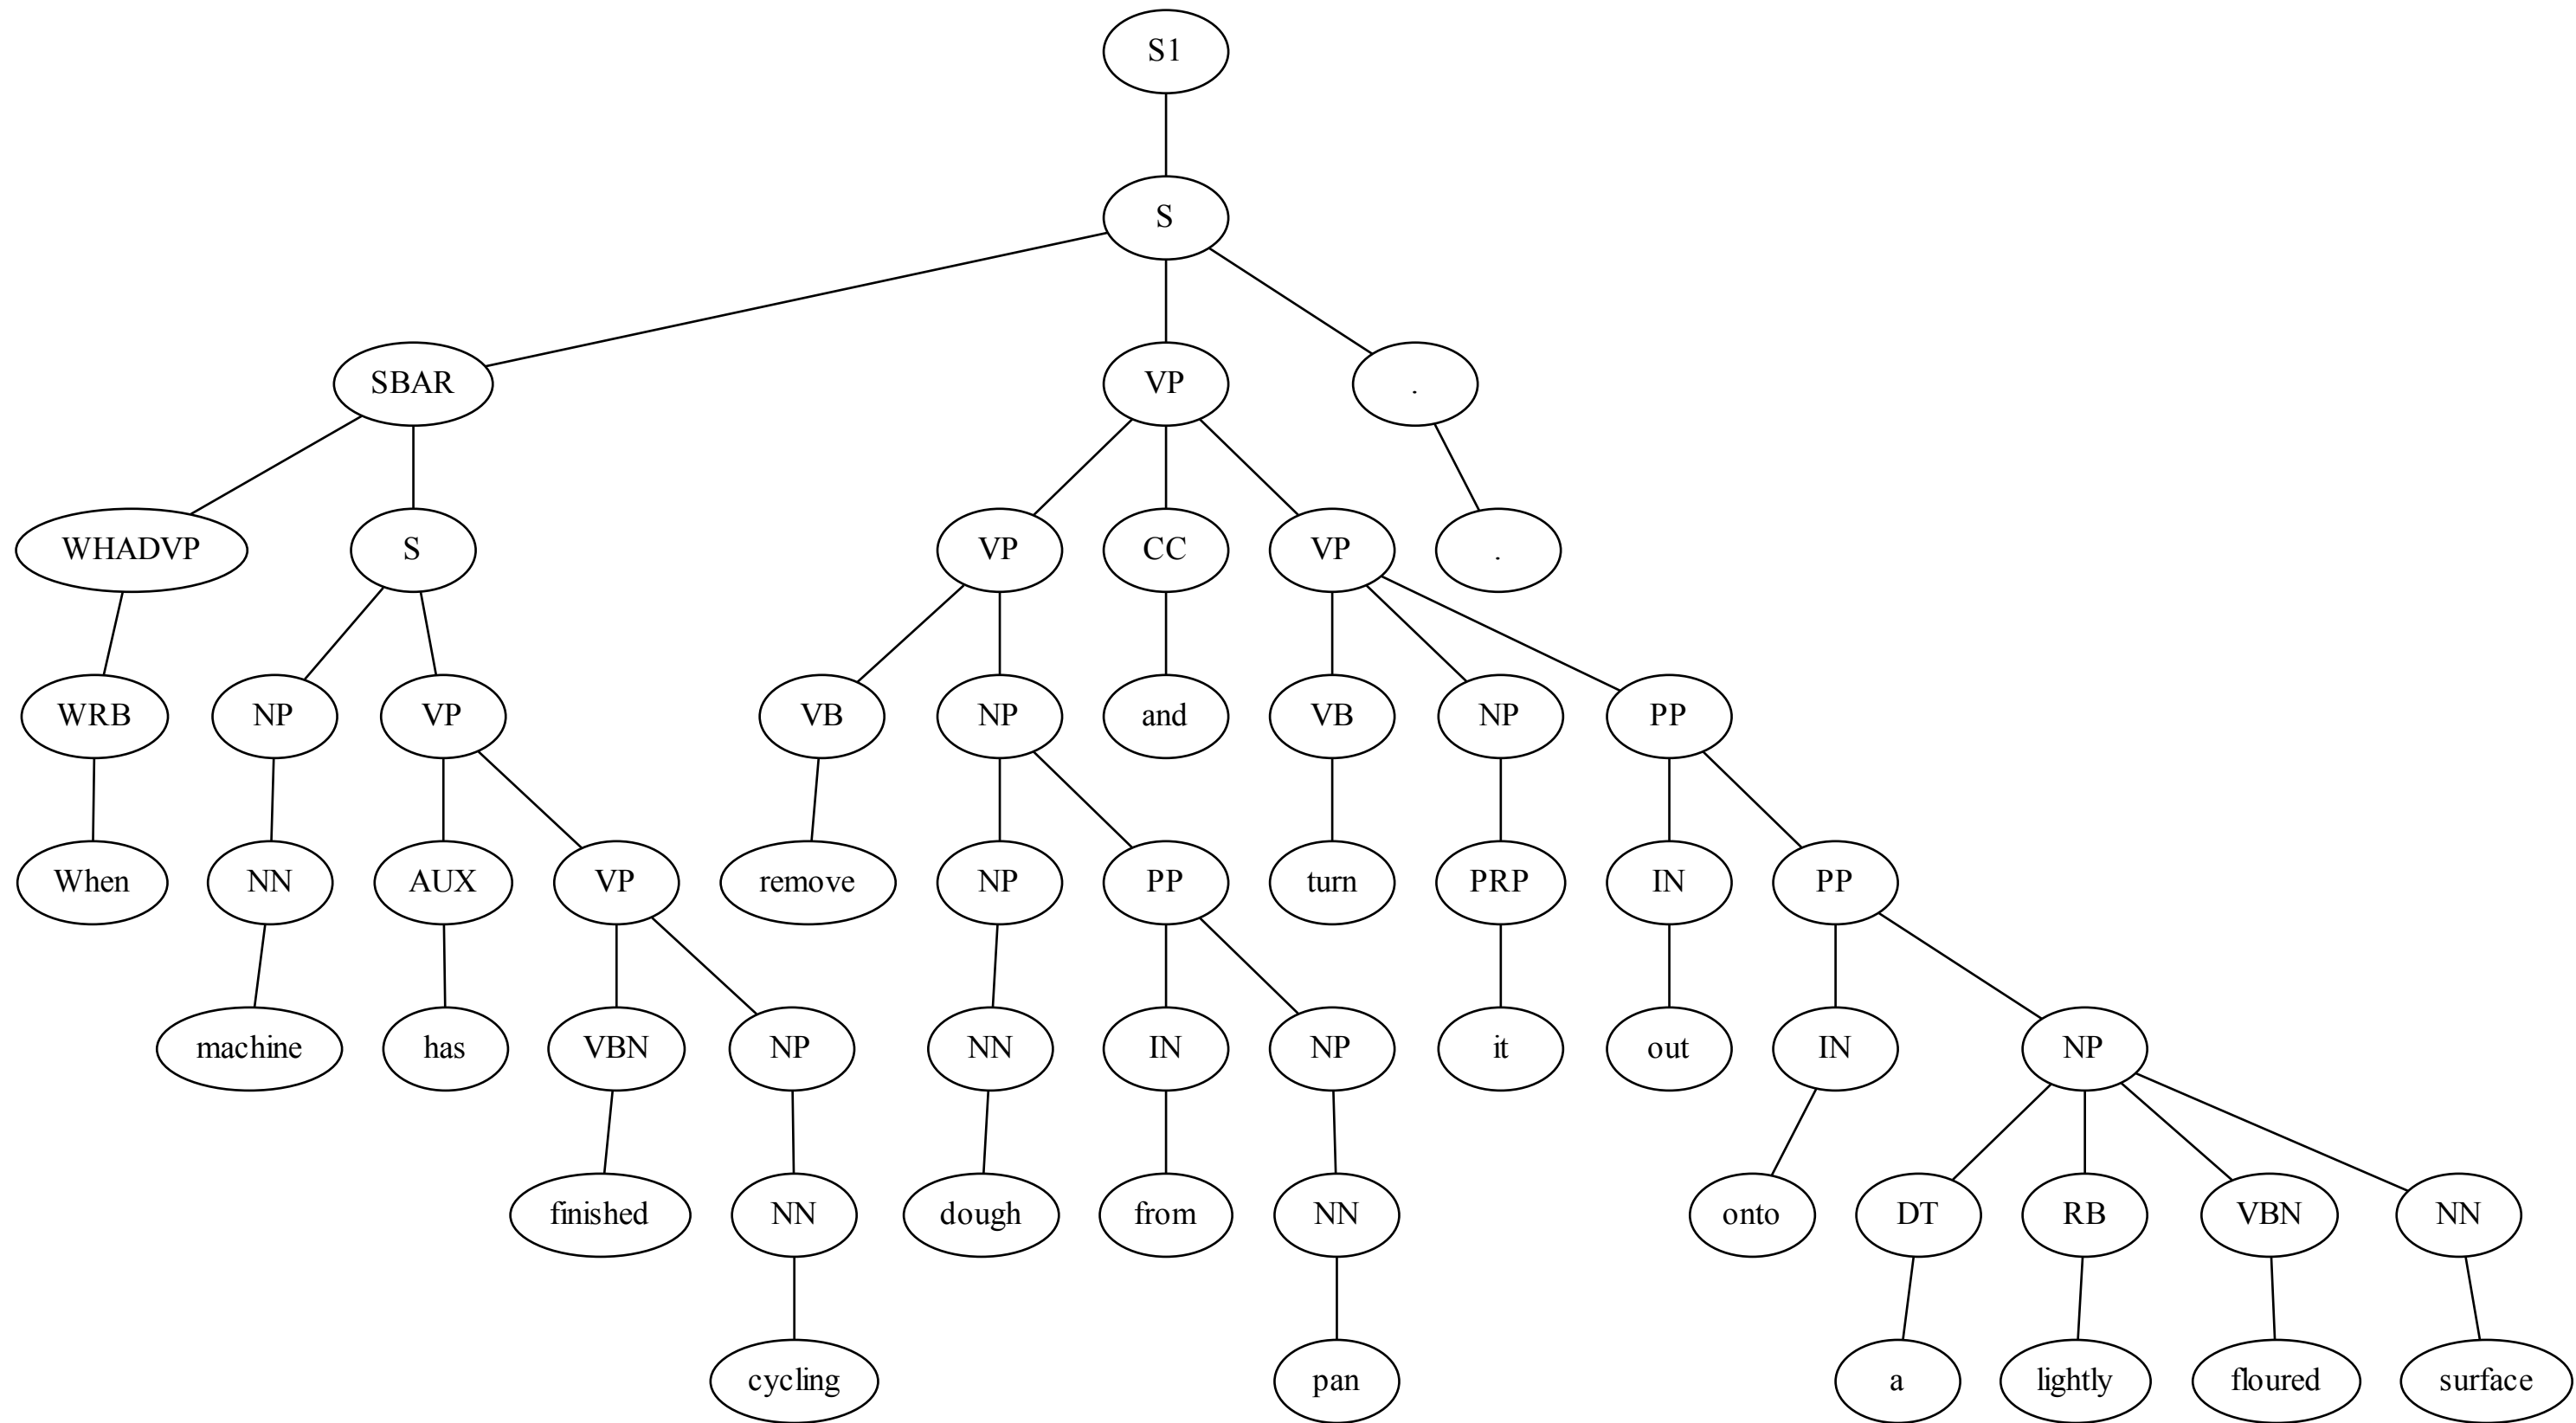 S1
S
SBAR VP .
WHADVP S VP CC VP .
WRB NP VP VB NP and VB NP PP
When NN AUX VP remove NP PP turn PRP IN PP
machine has VBN NP NN IN NP it out IN NP
finished NN dough from NN onto DT RB VBN NN
cycling pan a lightly floured surface